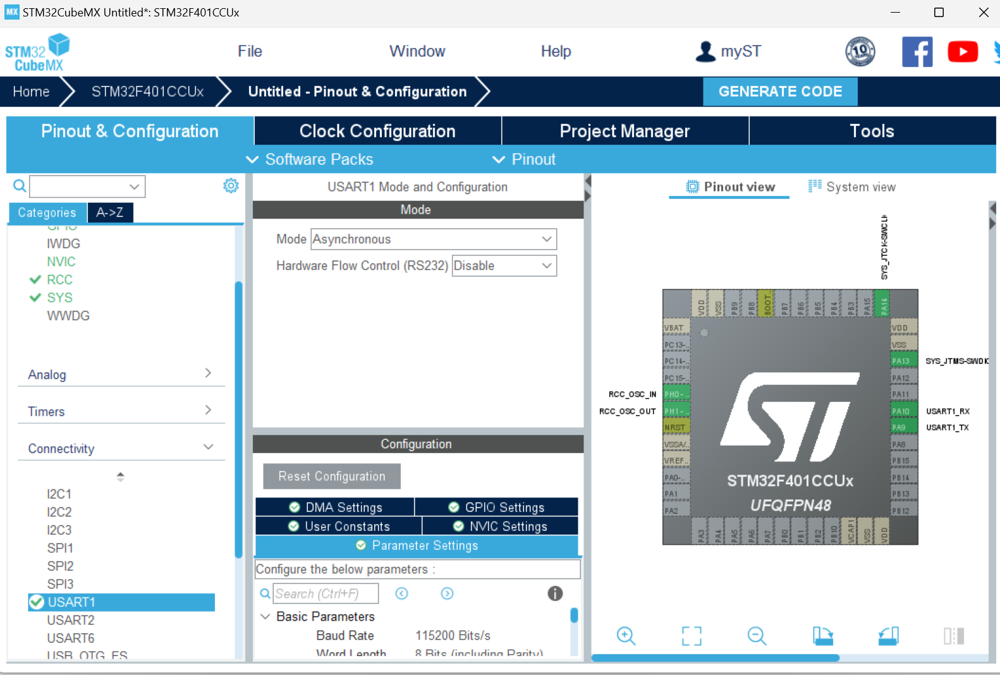 MX STM32CubeMX Untitled*: STM32F401CCUx
STM32 CubeMX
File Window Help myST
10 YEARS
Home STM32F401CCUx Untitled - Pinout & Configuration GENERATE CODE
Pinout & Configuration Clock Configuration Project Manager Tools
Software Packs Pinout
Categories A->Z
GPIO
IWDG
NVIC
RCC
SYS
WWDG
Analog
Timers
Connectivity
I2C1
I2C2
I2C3
SPI1
SPI2
SPI3
USART1
USART2
USART6
USB_OTG_FS
USART1 Mode and Configuration
Mode
Mode Asynchronous
Hardware Flow Control (RS232) Disable
Configuration
Reset Configuration
DMA Settings GPIO Settings
User Constants NVIC Settings
Parameter Settings
Configure the below parameters :
Search (Ctrl+F)
Basic Parameters
Baud Rate 115200 Bits/s
Word Length 8 Bits (including Parity)
Pinout view System view
SYS_JTCK-SWCLK
VDD VSS PB9 PB8 BOOT.. PB7 PB6 PB5 PB4 PB3 PA15 PA14
VBAT VDD
PC13-.. VSS
PC14-.. PA13 SYS_JTMS-SWDIO
PC15-.. PA12
RCC_OSC_IN PH0-.. PA11
RCC_OSC_OUT PH1-.. PA10 USART1_RX
NRST PA9 USART1_TX
VSSA/.. PA8
VREF.. PB15
PA0-.. PB14
PA1 PB13
PA2 PB12
ST
STM32F401CCUx
UFQFPN48
PA3 PA4 PA5 PA6 PA7 PB0 PB1 PB2 PB10 VCAP1 VSS VDD